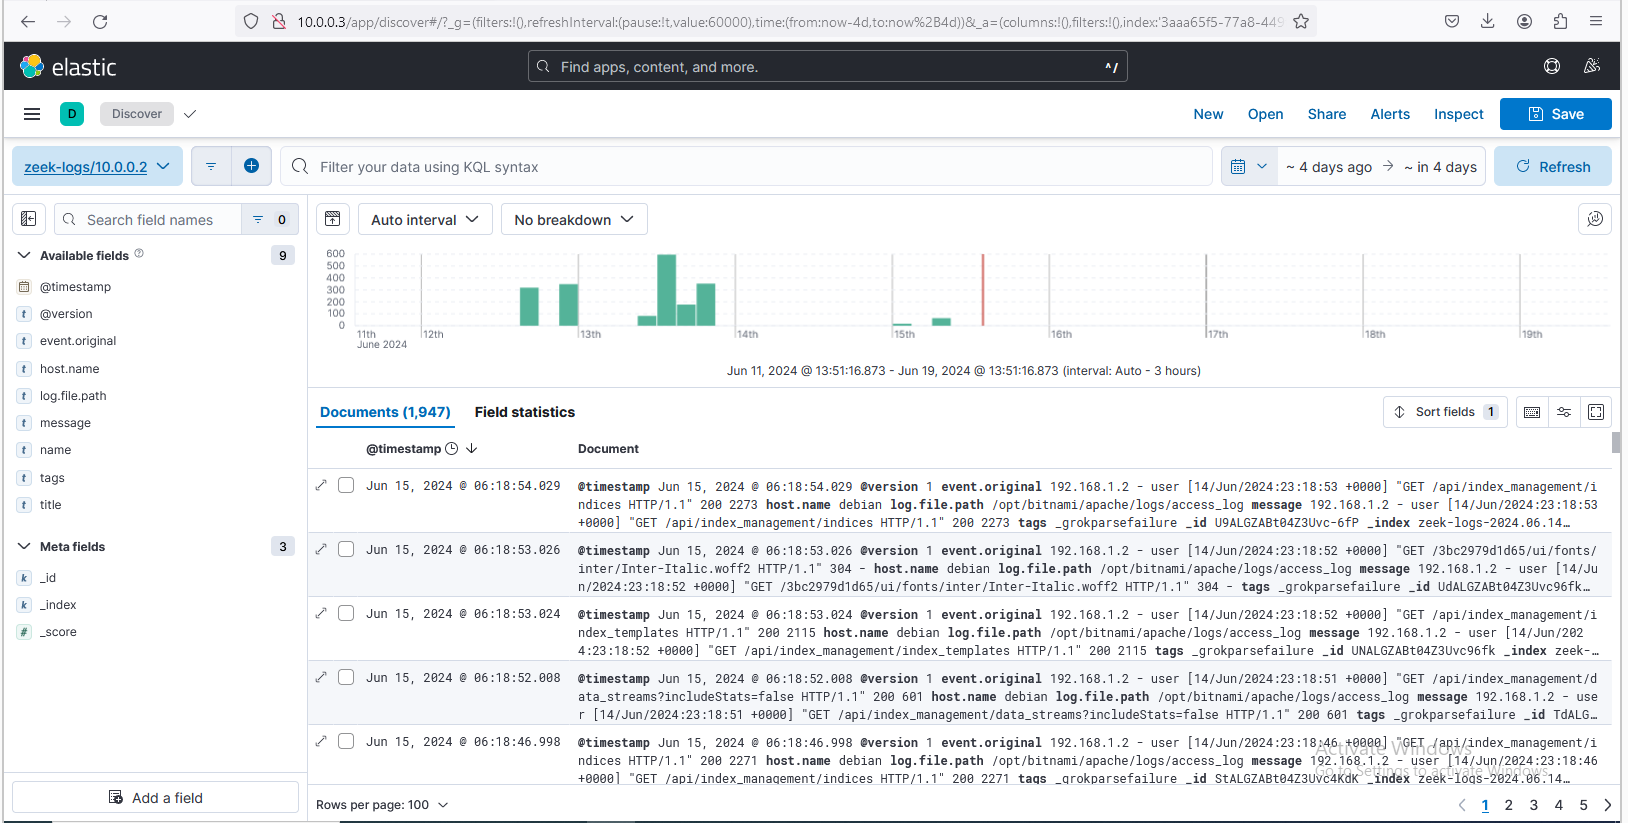 10.0.0.3/app/discover#/?_g=(filters:!(),refreshInterval:(pause:!t,value:60000),time:(from:now-4d,to:now%2B4d))&_a=(columns:!(),filters:!(),index:'3aaa65f5-77a8-449
elastic
Find apps, content, and more.
^/
D
Discover
New
Open
Share
Alerts
Inspect
Save
zeek-logs/10.0.0.2
Filter your data using KQL syntax
~ 4 days ago → ~ in 4 days
Refresh
Search field names
0
Auto interval
No breakdown
Available fields
9
@timestamp
t @version
t event.original
t host.name
t log.file.path
t message
t name
t tags
t title
Meta fields
3
k _id
k _index
# _score
Add a field
600
500
400
300
200
100
0
11th 12th 13th 14th 15th 16th 17th 18th 19th
June 2024
Jun 11, 2024 @ 13:51:16.873 - Jun 19, 2024 @ 13:51:16.873 (interval: Auto - 3 hours)
Documents (1,947)
Field statistics
Sort fields 1
@timestamp
Document
Jun 15, 2024 @ 06:18:54.029
@timestamp Jun 15, 2024 @ 06:18:54.029 @version 1 event.original 192.168.1.2 - user [14/Jun/2024:23:18:53 +0000] "GET /api/index_management/i
ndices HTTP/1.1" 200 2273 host.name debian log.file.path /opt/bitnami/apache/logs/access_log message 192.168.1.2 - user [14/Jun/2024:23:18:53
+0000] "GET /api/index_management/indices HTTP/1.1" 200 2273 tags _grokparsefailure _id U9ALGZABt04Z3Uvc-6fP _index zeek-logs-2024.06.14…
Jun 15, 2024 @ 06:18:53.026
@timestamp Jun 15, 2024 @ 06:18:53.026 @version 1 event.original 192.168.1.2 - user [14/Jun/2024:23:18:52 +0000] "GET /3bc2979d1d65/ui/fonts/
inter/Inter-Italic.woff2 HTTP/1.1" 304 - host.name debian log.file.path /opt/bitnami/apache/logs/access_log message 192.168.1.2 - user [14/Ju
n/2024:23:18:52 +0000] "GET /3bc2979d1d65/ui/fonts/inter/Inter-Italic.woff2 HTTP/1.1" 304 - tags _grokparsefailure _id UdALGZABt04Z3Uvc96fk…
Jun 15, 2024 @ 06:18:53.024
@timestamp Jun 15, 2024 @ 06:18:53.024 @version 1 event.original 192.168.1.2 - user [14/Jun/2024:23:18:52 +0000] "GET /api/index_management/i
ndex_templates HTTP/1.1" 200 2115 host.name debian log.file.path /opt/bitnami/apache/logs/access_log message 192.168.1.2 - user [14/Jun/202
4:23:18:52 +0000] "GET /api/index_management/index_templates HTTP/1.1" 200 2115 tags _grokparsefailure _id UNALGZABt04Z3Uvc96fk _index zeek-…
Jun 15, 2024 @ 06:18:52.008
@timestamp Jun 15, 2024 @ 06:18:52.008 @version 1 event.original 192.168.1.2 - user [14/Jun/2024:23:18:51 +0000] "GET /api/index_management/d
ata_streams?includeStats=false HTTP/1.1" 200 601 host.name debian log.file.path /opt/bitnami/apache/logs/access_log message 192.168.1.2 - use
r [14/Jun/2024:23:18:51 +0000] "GET /api/index_management/data_streams?includeStats=false HTTP/1.1" 200 601 tags _grokparsefailure _id TdALG…
Jun 15, 2024 @ 06:18:46.998
@timestamp Jun 15, 2024 @ 06:18:46.998 @version 1 event.original 192.168.1.2 - user [14/Jun/2024:23:18:46 +0000] "GET /api/index_management/i
ndices HTTP/1.1" 200 2271 host.name debian log.file.path /opt/bitnami/apache/logs/access_log message 192.168.1.2 - user [14/Jun/2024:23:18:46
+0000] "GET /api/index_management/indices HTTP/1.1" 200 2271 tags _grokparsefailure _id StALGZABt04Z3Uvc4KdK _index zeek-logs-2024.06.14…
Activate Windows
Go to Settings to activate Windows.
Rows per page: 100
1 2 3 4 5